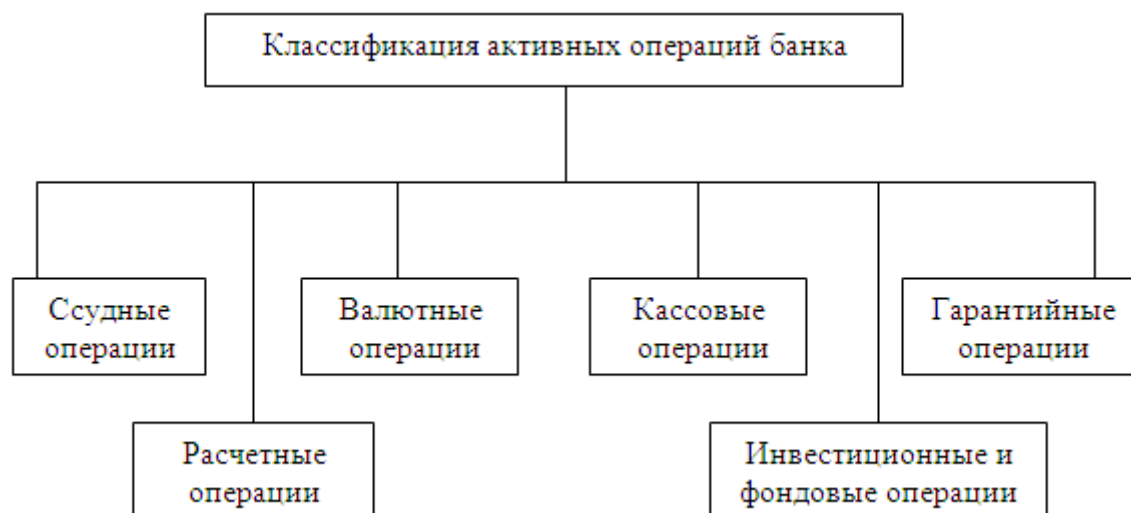 Классификация активных операций банка
Ссудные
операции
Валютные
операции
Кассовые
операции
Гарантийные
операции
Расчетные
операции
Инвестиционные и
фондовые операции